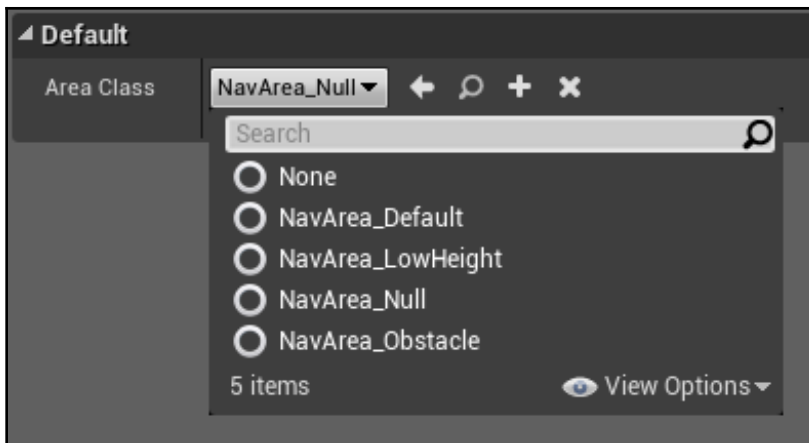 Default
Area Class NavArea_Null
Search
None
NavArea_Default
NavArea_LowHeight
NavArea_Null
NavArea_Obstacle
5 items View Options